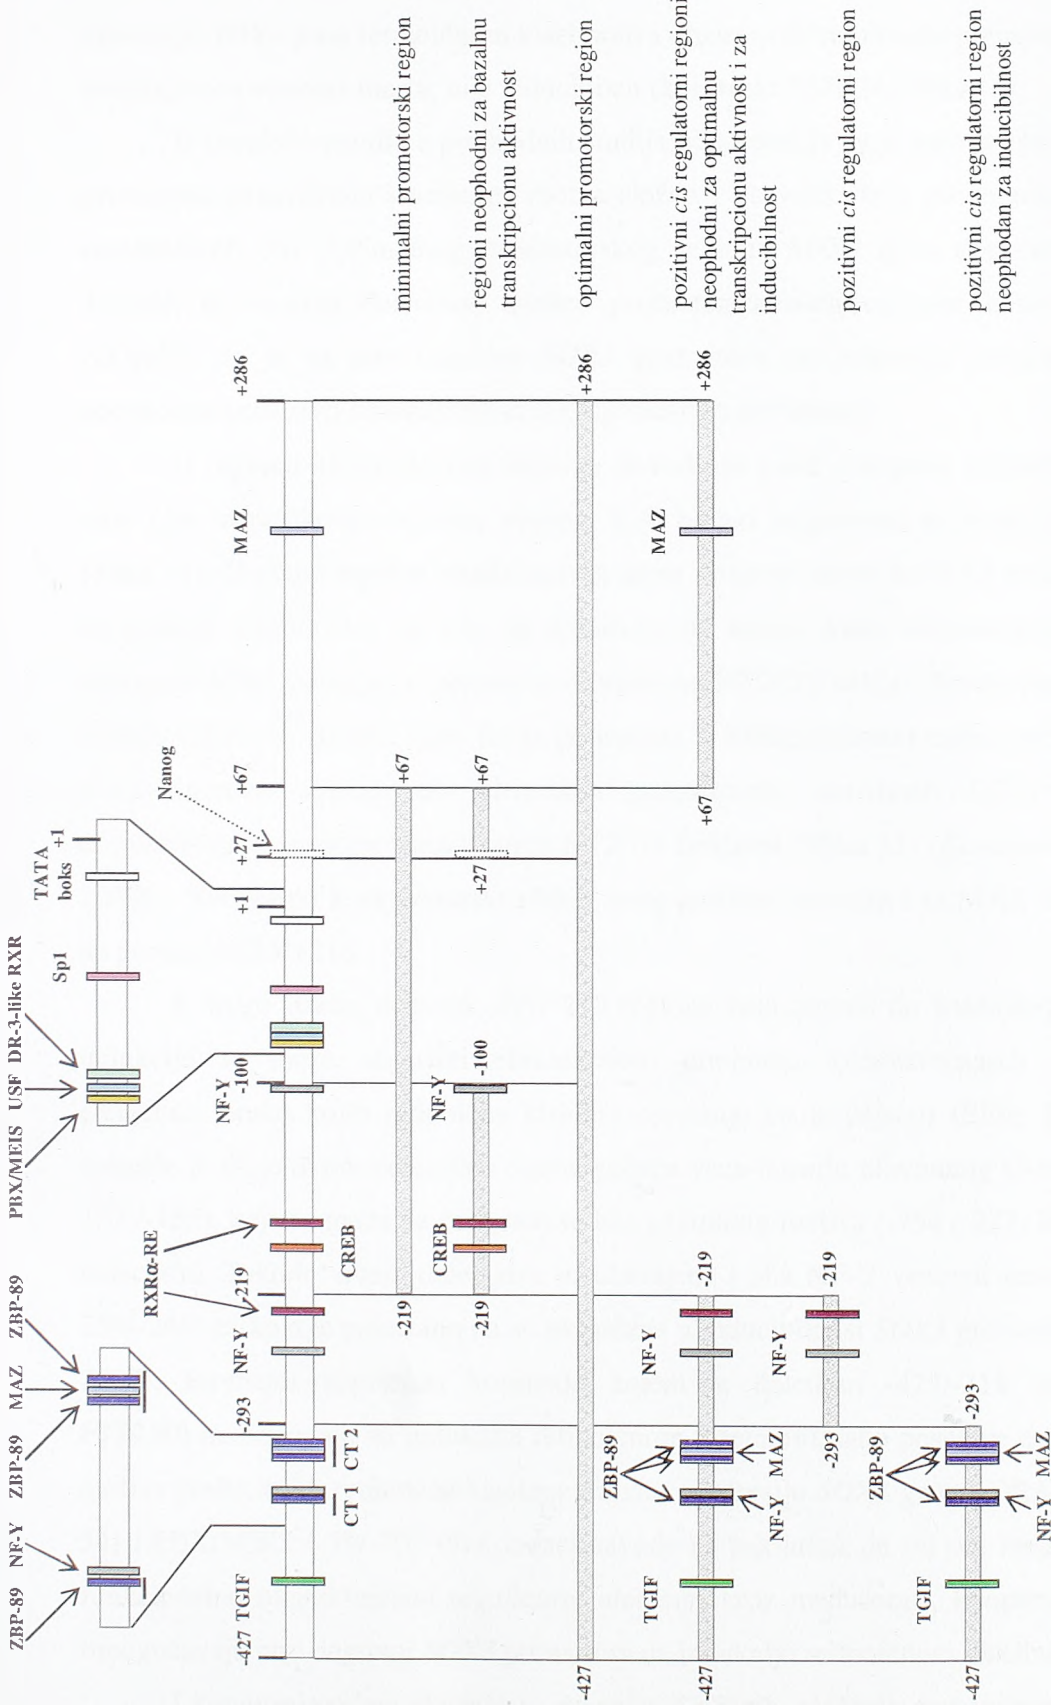 ZBP-89 NF-Y ZBP-89 MAZ ZBP-89
PBX/MEIS USF DR-3-like RXR
Sp1
TATA
boks
+1
RXRα-RE
Nanog
-427 TGIF
CT 1 CT 2
-293
NF-Y
-219
CREB
NF-Y
-100
+1
+27
+67
MAZ
+286
-219
+67
minimalni promotorski region
-219
CREB
NF-Y
-100
+27
+67
regioni neophodni za bazalnu
transkripcionu aktivnost
-427
+286
optimalni promotorski region
-427
TGIF
ZBP-89
NF-Y MAZ
NF-Y
-219
+67
MAZ
+286
pozitivni cis regulatorni regioni
neophodni za optimalnu
transkripcionu aktivnost i za
inducibilnost
-293
NF-Y
-219
pozitivni cis regulatorni region
-427
TGIF
ZBP-89
NF-Y MAZ
-293
pozitivni cis regulatorni region
neophodan za inducibilnost